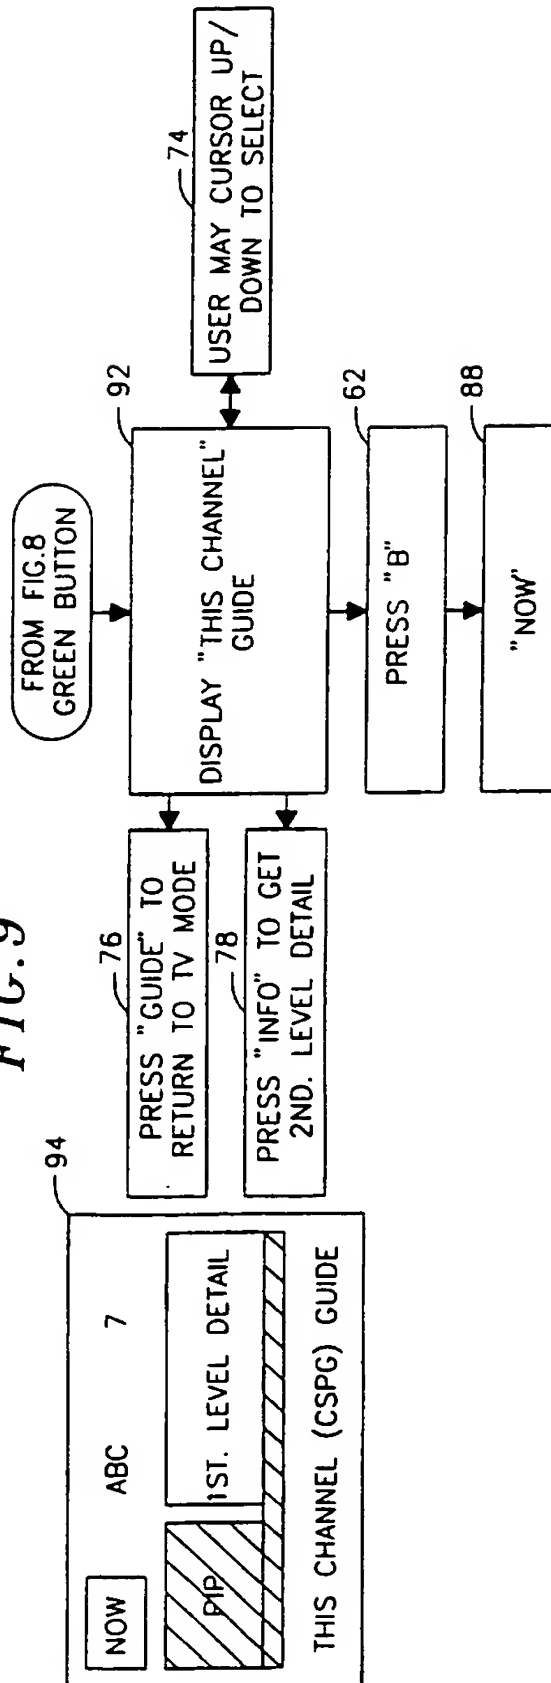 FIG.9
94
NOW
ABC
7
PIP
1ST. LEVEL DETAIL
THIS CHANNEL (CSPG) GUIDE
FROM FIG.8
GREEN BUTTON
92
DISPLAY "THIS CHANNEL"
GUIDE
76
PRESS "GUIDE" TO
RETURN TO TV MODE
78
PRESS "INFO" TO GET
2ND. LEVEL DETAIL
74
USER MAY CURSOR UP/
DOWN TO SELECT
62
PRESS "B"
88
"NOW"